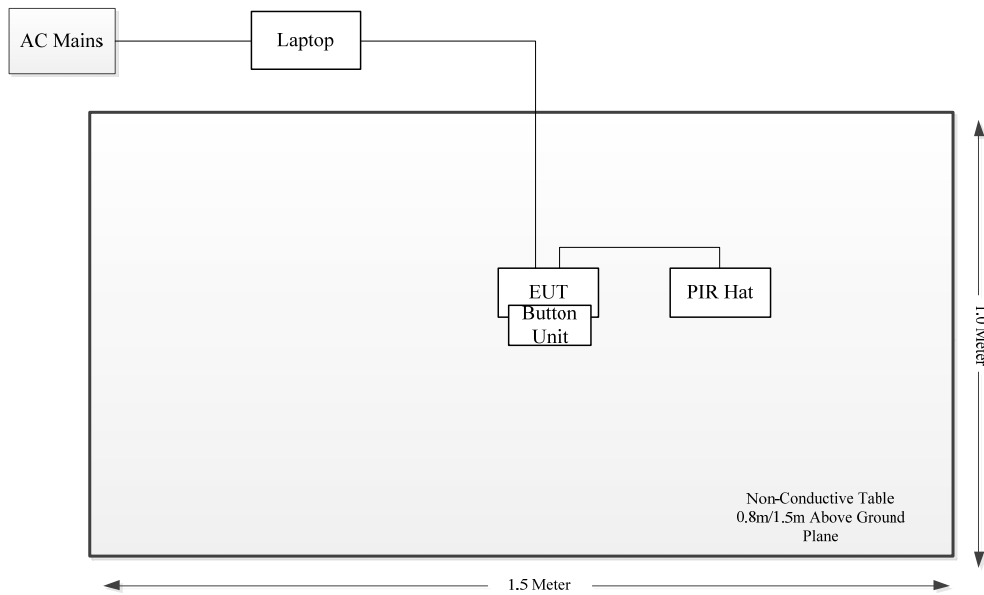 AC Mains
Laptop
EUT
Button
Unit
PIR Hat
1.0 Meter
Non-Conductive Table
0.8m/1.5m Above Ground
Plane
1.5 Meter